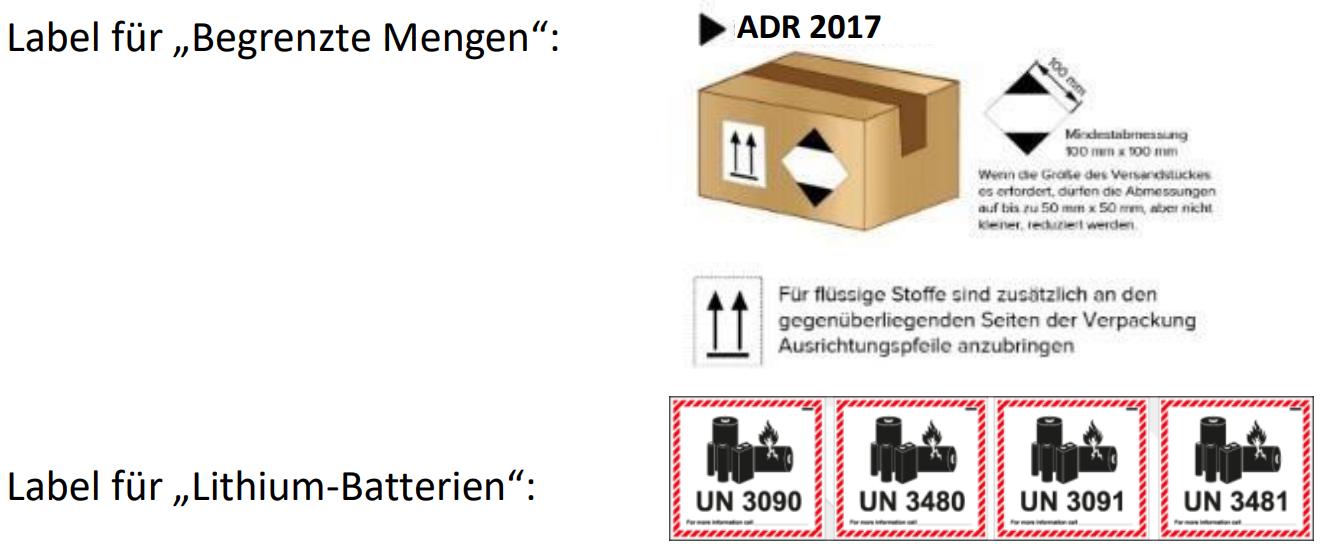 Label für „Begrenzte Mengen“:
ADR 2017
100 mm
Mindestabmessung
100 mm x 100 mm
Wenn die Größe des Versandstückes
es erfordert, dürfen die Abmessungen
auf bis zu 50 mm x 50 mm, aber nicht
kleiner, reduziert werden.
Für flüssige Stoffe sind zusätzlich an den
gegenüberliegenden Seiten der Verpackung
Ausrichtungspfeile anzubringen
Label für „Lithium-Batterien“:
UN 3090
For more information call
UN 3480
For more information call
UN 3091
For more information call
UN 3481
For more information call